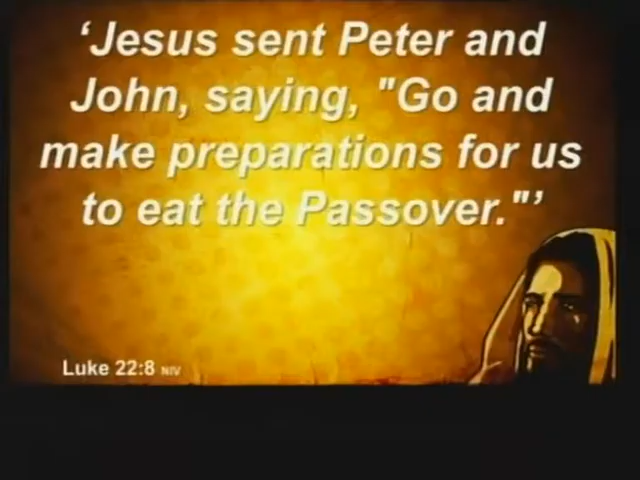 ‘Jesus sent Peter and
John, saying, "Go and
make preparations for us
to eat the Passover."’
Luke 22:8 NIV